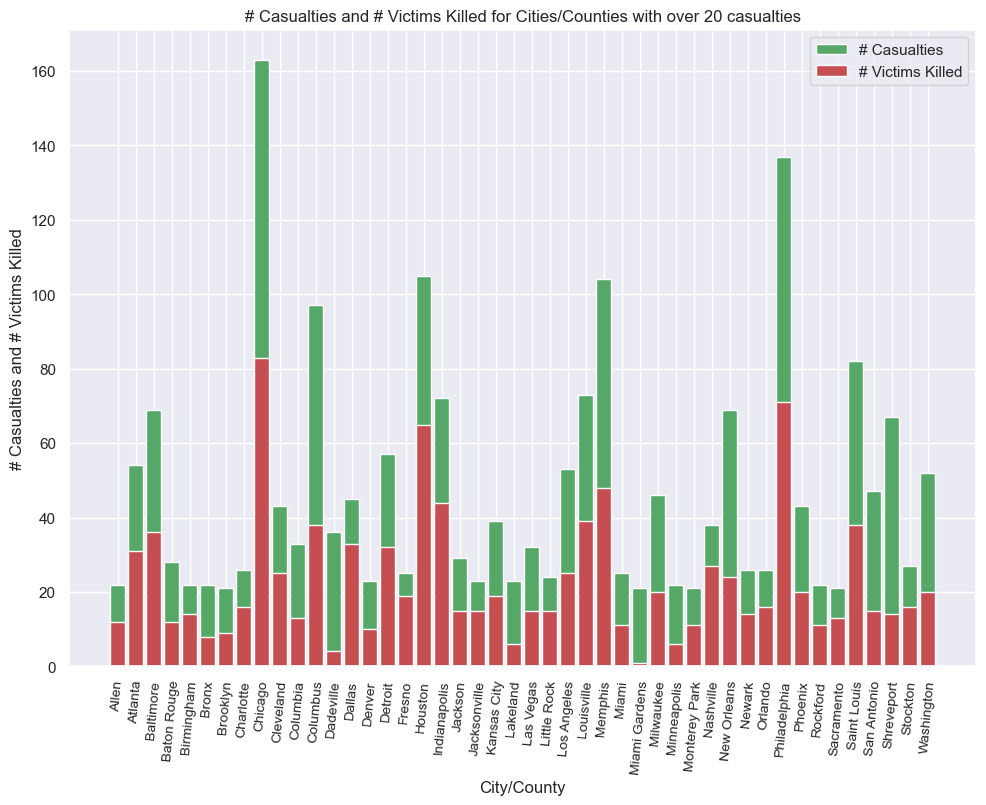 # Casualties and # Victims Killed for Cities/Counties with over 20 casualties
# Casualties
# Victims Killed
# Casualties and # Victims Killed
160
140
120
100
80
60
40
20
0
Allen
Atlanta
Baltimore
Baton Rouge
Birmingham
Bronx
Brooklyn
Charlotte
Chicago
Cleveland
Columbia
Columbus
Dadeville
Dallas
Denver
Detroit
Fresno
Houston
Indianapolis
Jackson
Jacksonville
Kansas City
Lakeland
Las Vegas
Little Rock
Los Angeles
Louisville
Memphis
Miami
Miami Gardens
Milwaukee
Minneapolis
Monterey Park
Nashville
New Orleans
Newark
Orlando
Philadelphia
Phoenix
Rockford
Sacramento
Saint Louis
San Antonio
Shreveport
Stockton
Washington
City/County